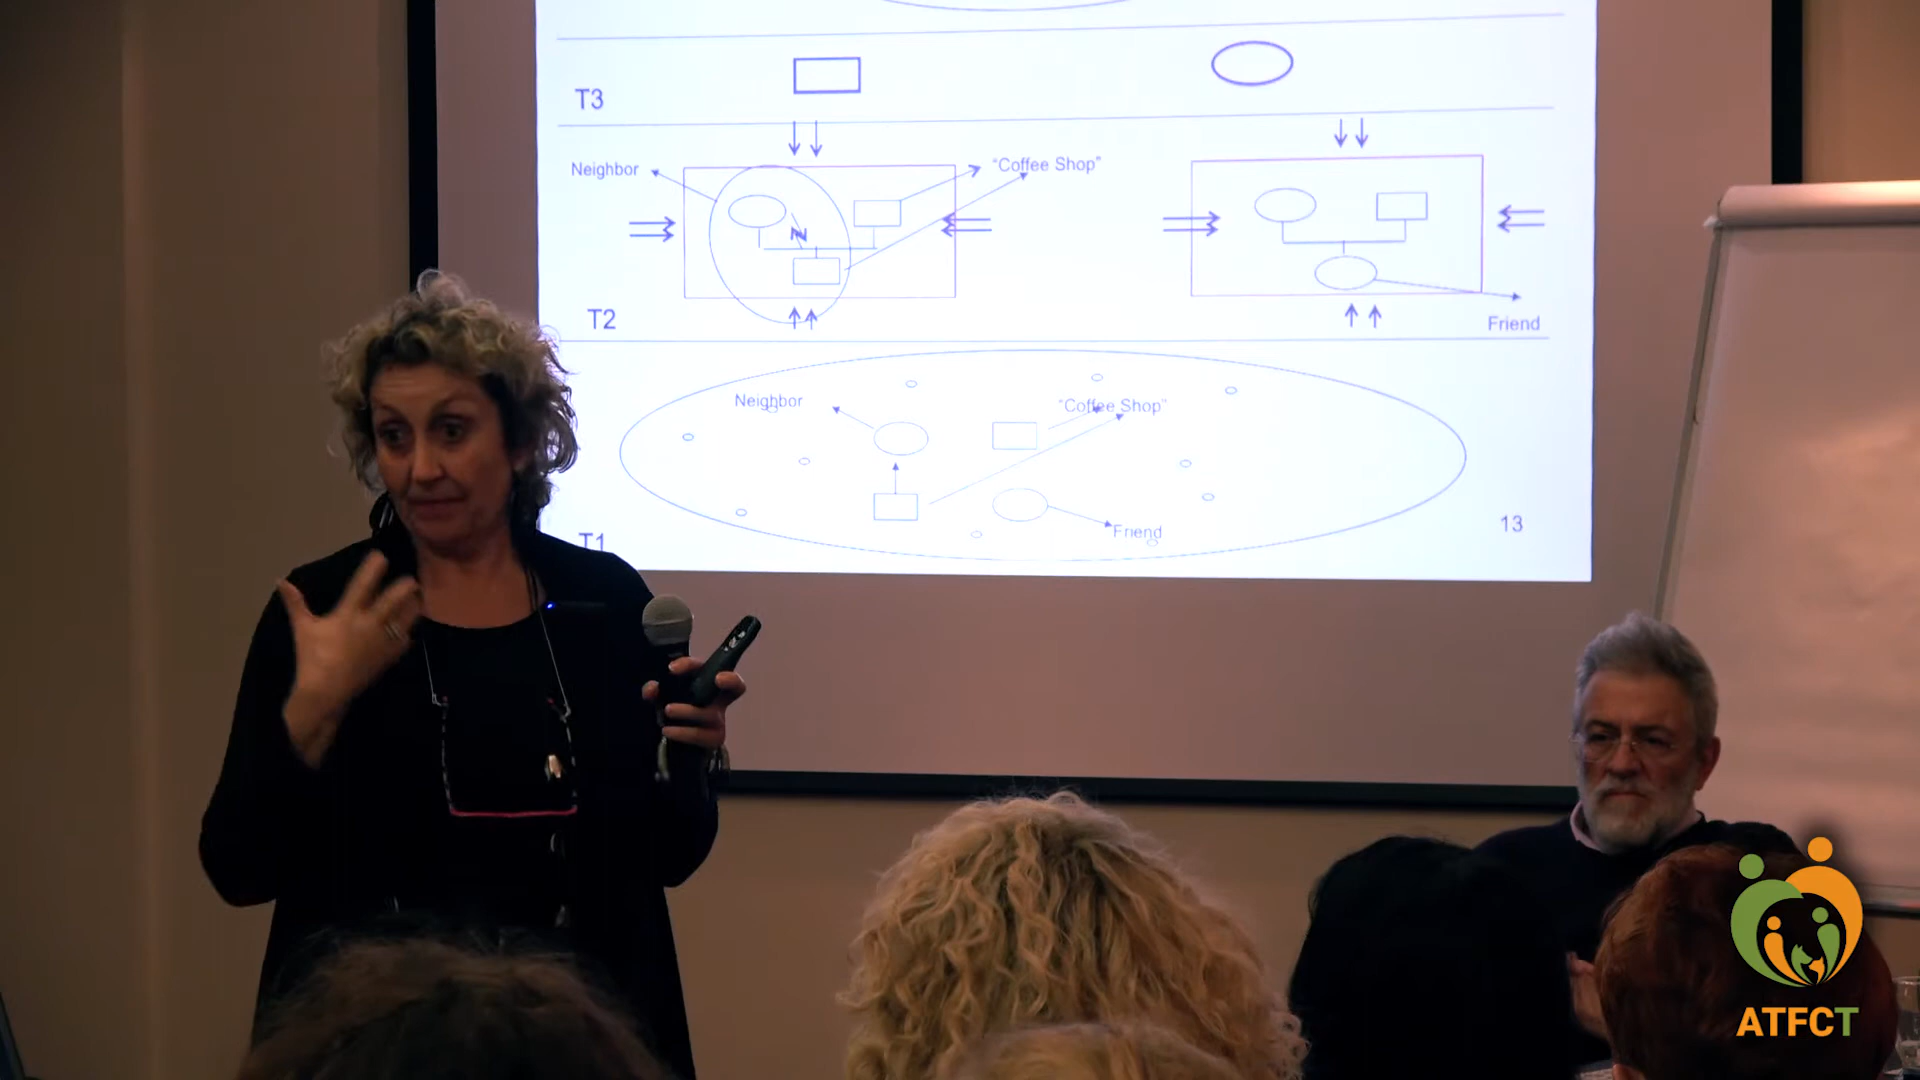 T3
Neighbor
"Coffee Shop"
T2
Friend
Neighbor
"Coffee Shop"
Friend
13
T1
ATFCT